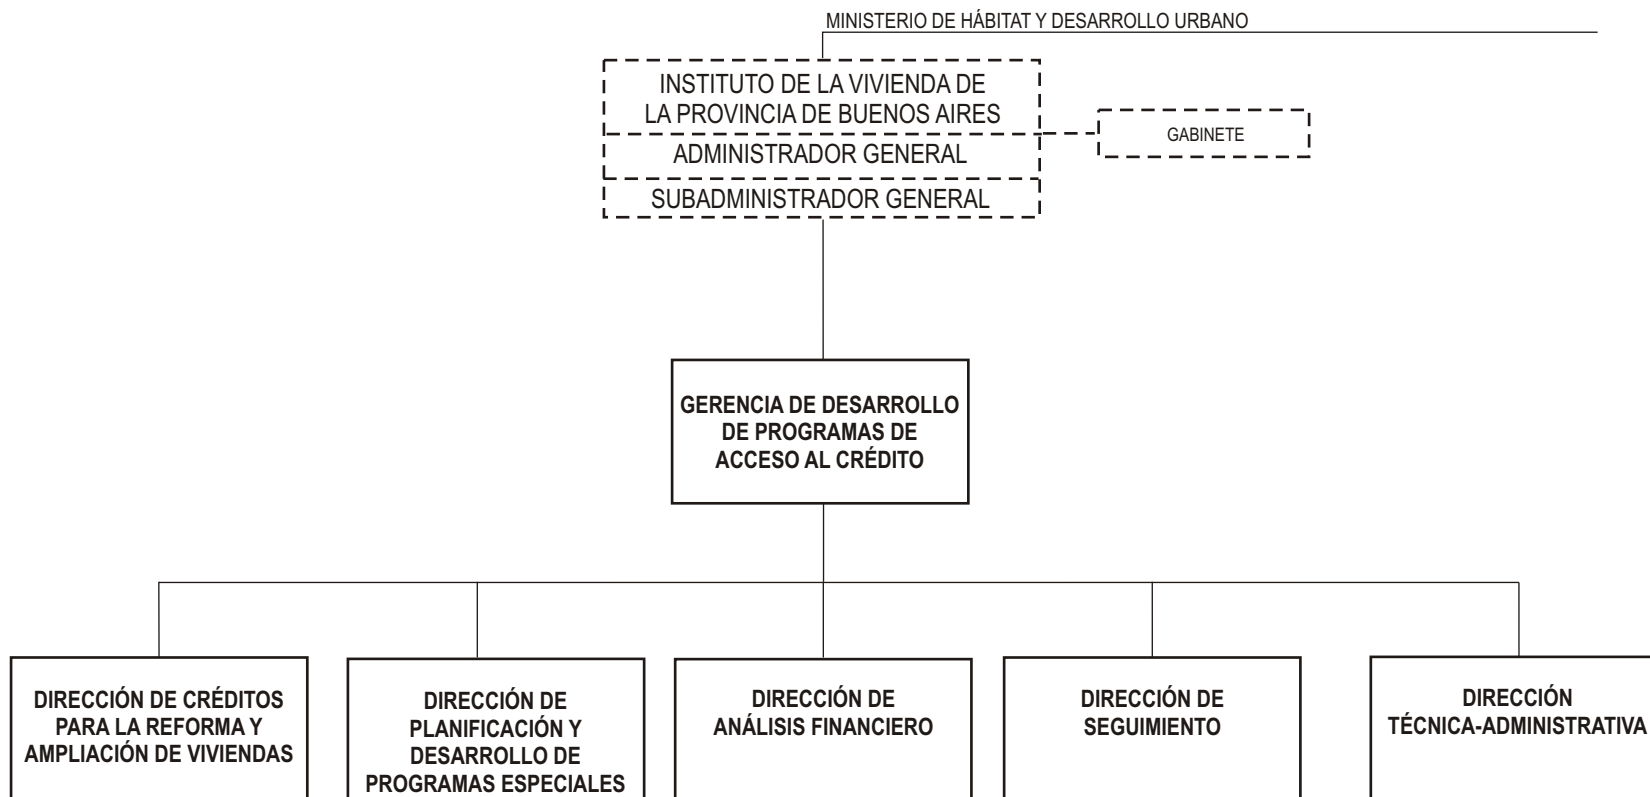 MINISTERIO DE HÁBITAT Y DESARROLLO URBANO
INSTITUTO DE LA VIVIENDA DE
LA PROVINCIA DE BUENOS AIRES
ADMINISTRADOR GENERAL
SUBADMINISTRADOR GENERAL
GABINETE
GERENCIA DE DESARROLLO
DE PROGRAMAS DE
ACCESO AL CRÉDITO
DIRECCIÓN DE CRÉDITOS
PARA LA REFORMA Y
AMPLIACIÓN DE VIVIENDAS
DIRECCIÓN DE
PLANIFICACIÓN Y
DESARROLLO DE
PROGRAMAS ESPECIALES
DIRECCIÓN DE
ANÁLISIS FINANCIERO
DIRECCIÓN DE
SEGUIMIENTO
DIRECCIÓN
TÉCNICA-ADMINISTRATIVA